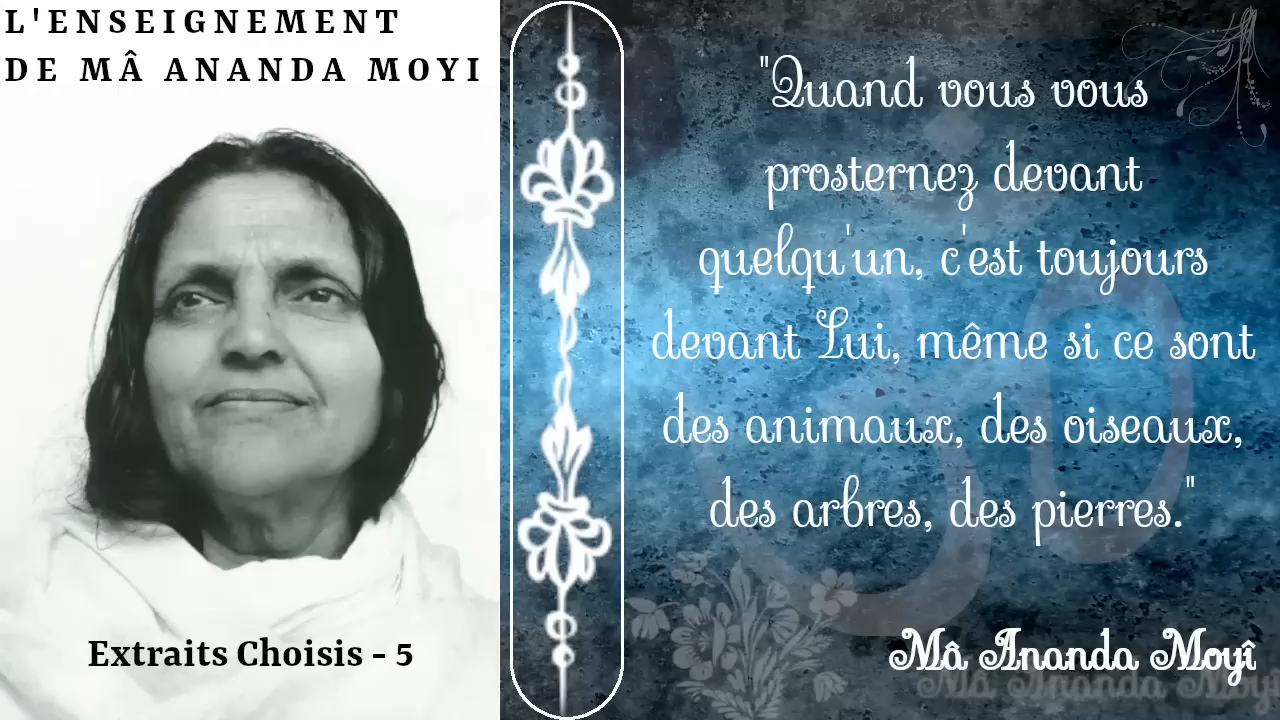 L'ENSEIGNEMENT
DE MÂ ANANDA MOYI
Extraits Choisis - 5
"Quand vous vous
prosternez devant
quelqu'un, c'est toujours
devant Lui, même si ce sont
des animaux, des oiseaux,
des arbres, des pierres."
Mâ Ananda Moyî